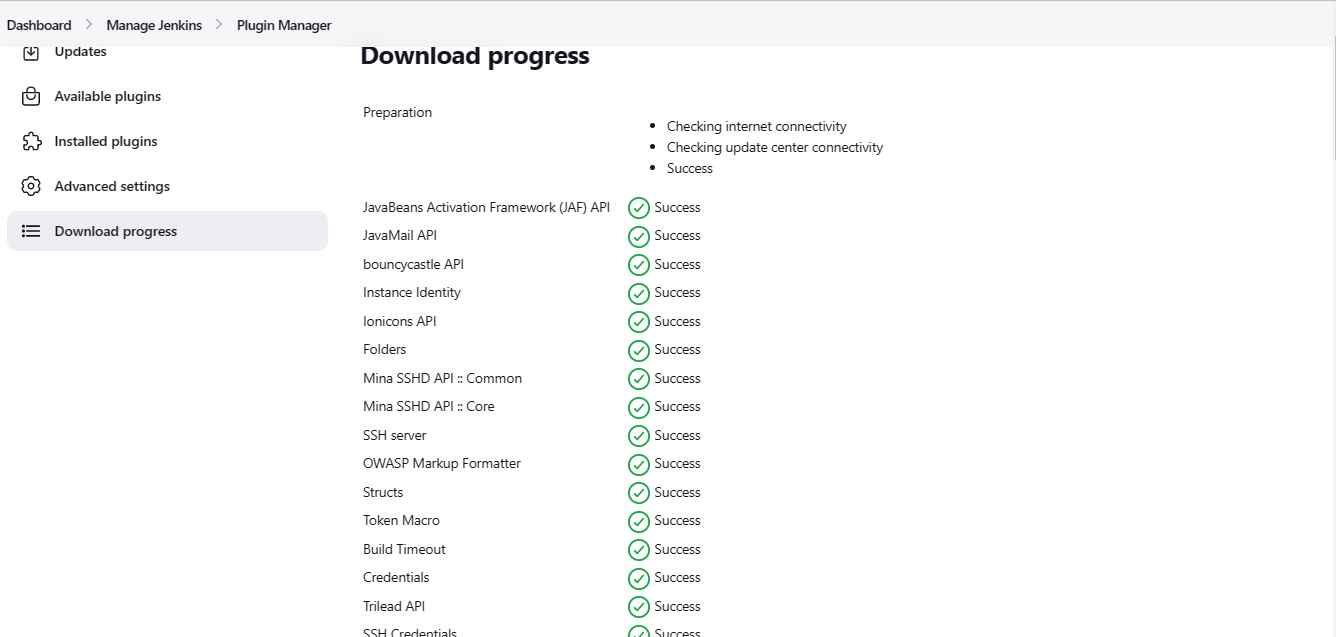 Dashboard > Manage Jenkins > Plugin Manager
Updates
Available plugins
Installed plugins
Advanced settings
Download progress
Download progress
Preparation
• Checking internet connectivity
• Checking update center connectivity
• Success
JavaBeans Activation Framework (JAF) API Success
JavaMail API Success
bouncycastle API Success
Instance Identity Success
Ionicons API Success
Folders Success
Mina SSHD API :: Common Success
Mina SSHD API :: Core Success
SSH server Success
OWASP Markup Formatter Success
Structs Success
Token Macro Success
Build Timeout Success
Credentials Success
Trilead API Success
SSH Credentials Success